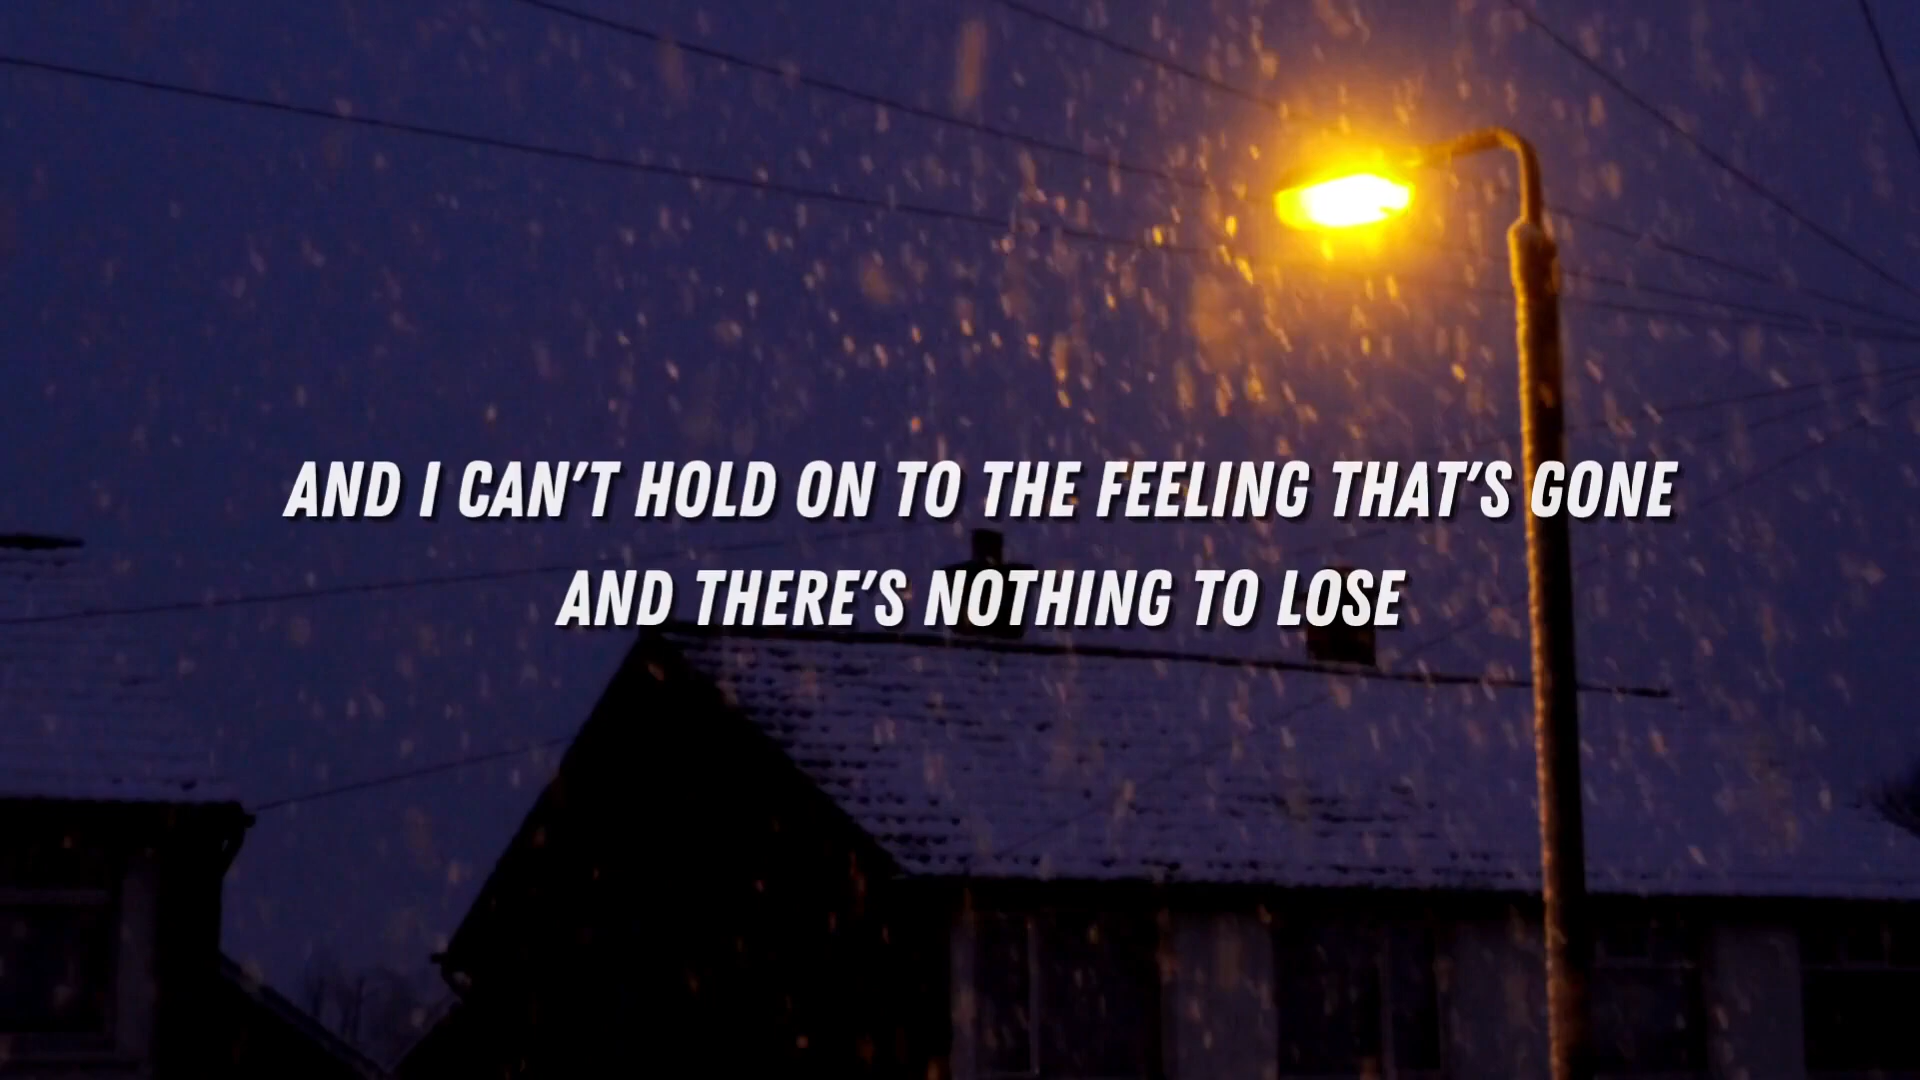 AND I CAN'T HOLD ON TO THE FEELING THAT'S GONE
AND THERE'S NOTHING TO LOSE